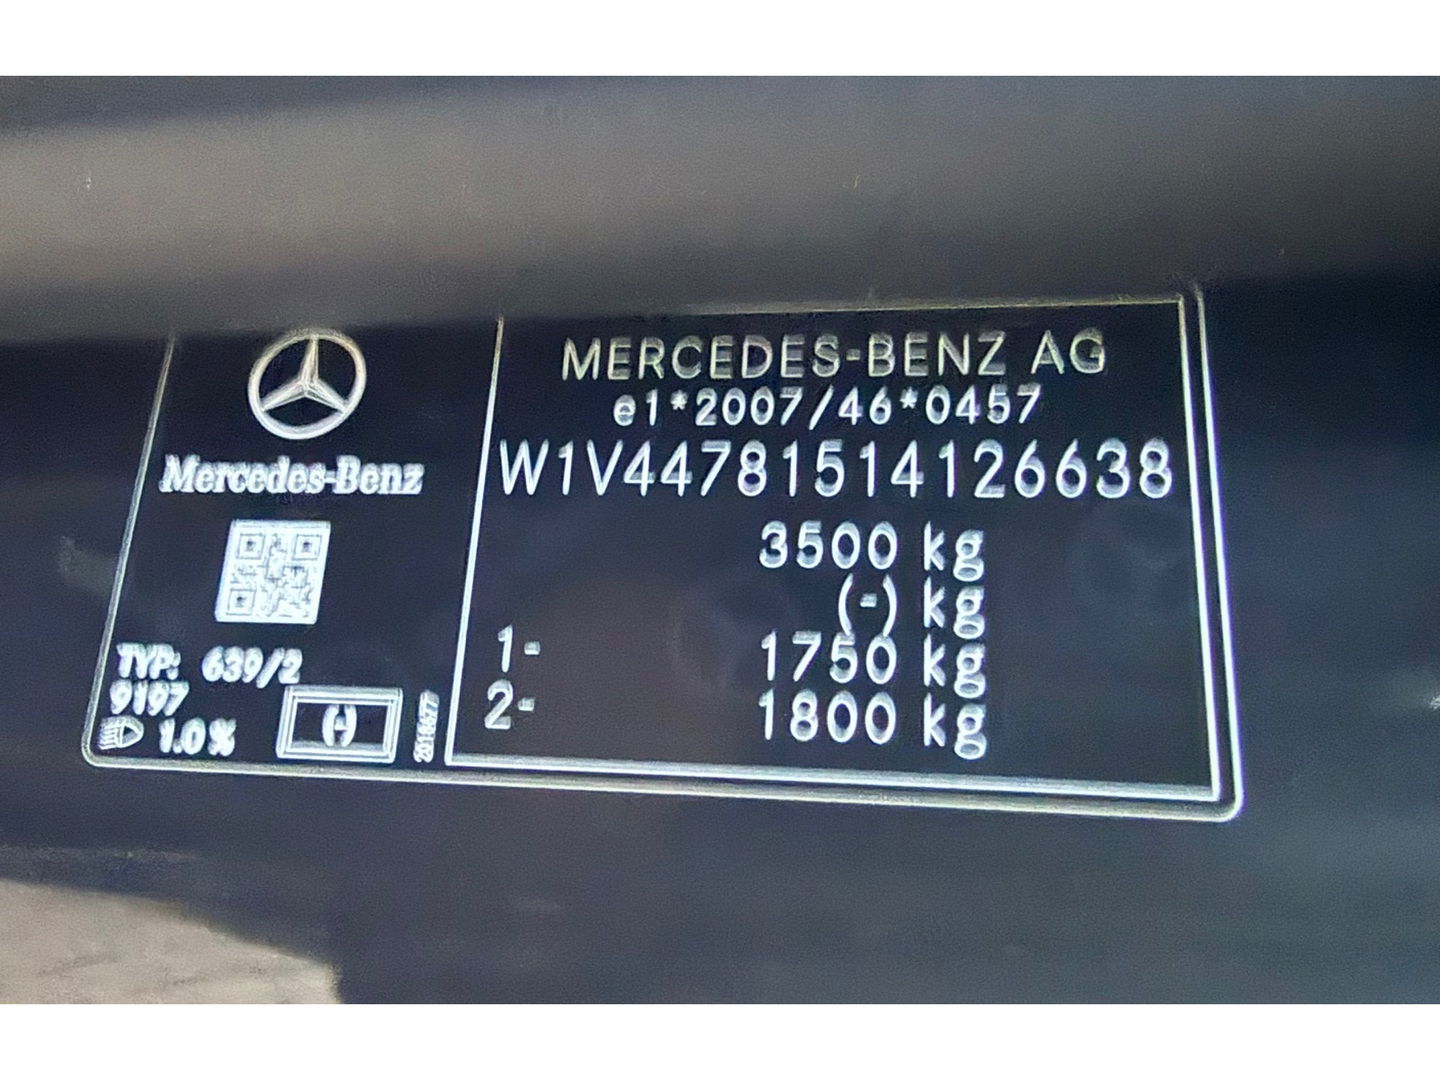 Mercedes-Benz
TYP: 639/2
9197
1.0%
(-)
MERCEDES-BENZ AG
e1*2007/46*0457
W1V44781514126638
3500 kg
(-) kg
1- 1750 kg
2- 1800 kg